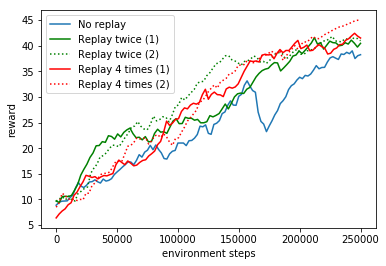 No replay
Replay twice (1)
Replay twice (2)
Replay 4 times (1)
Replay 4 times (2)
45
40
35
30
25
20
15
10
5
reward
0 50000 100000 150000 200000 250000
environment steps